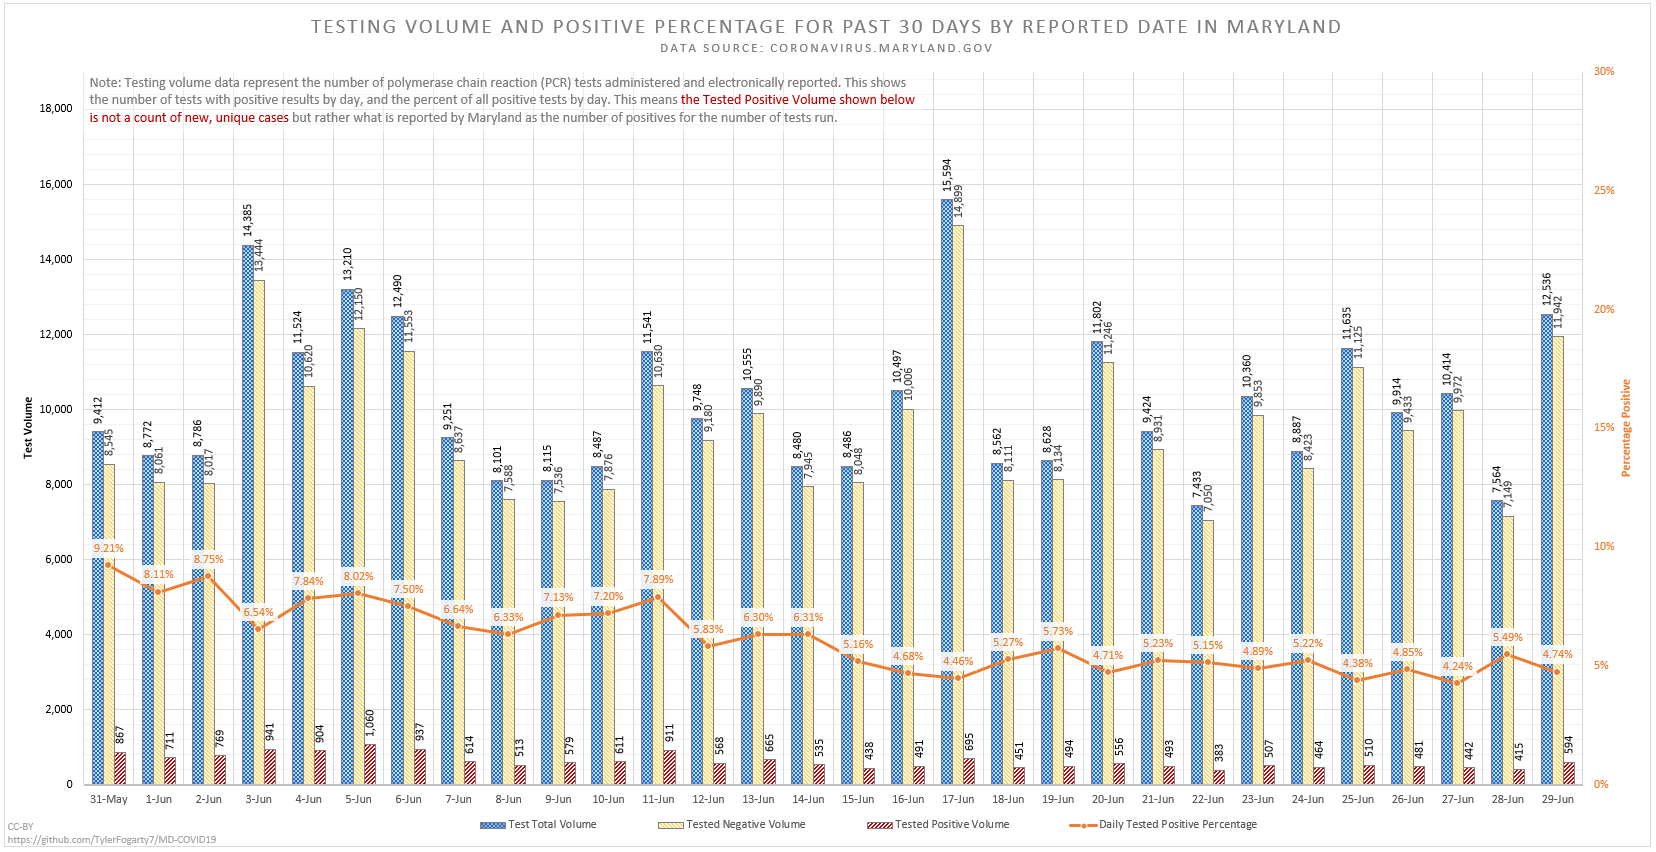 TESTING VOLUME AND POSITIVE PERCENTAGE FOR PAST 30 DAYS BY REPORTED DATE IN MARYLAND
DATA SOURCE: CORONAVIRUS.MARYLAND.GOV
Note: Testing volume data represent the number of polymerase chain reaction (PCR) tests administered and electronically reported. This shows
the number of tests with positive results by day, and the percent of all positive tests by day. This means the Tested Positive Volume shown below
is not a count of new, unique cases but rather what is reported by Maryland as the number of positives for the number of tests run.
Test Volume
18,000
16,000
14,000
12,000
10,000
8,000
6,000
4,000
2,000
0
30%
25%
20%
15%
10%
5%
0%
Percentage Positive
9,412 8,772 8,786 14,385 11,524 13,210 12,490 9,251 8,101 8,115 8,487 11,541 9,748 10,555 8,480 8,486 10,497 15,594 8,562 8,628 11,802 9,424 7,433 10,360 8,887 11,635 9,914 10,414 7,564 12,536
8,545 8,061 8,017 13,444 10,620 12,150 11,553 8,637 7,588 7,536 7,876 10,630 9,180 9,890 7,945 8,048 10,006 14,899 8,111 8,134 11,246 8,931 7,050 9,853 8,423 11,125 9,433 9,972 7,149 11,942
9.21% 8.11% 8.75% 6.54% 7.84% 8.02% 7.50% 6.64% 6.33% 7.13% 7.20% 7.89% 5.83% 6.30% 6.31% 5.16% 4.68% 4.46% 5.27% 5.73% 4.71% 5.23% 5.15% 4.89% 5.22% 4.38% 4.85% 4.24% 5.49% 4.74%
867 711 769 941 904 1,060 937 614 513 579 611 911 568 665 535 438 491 695 451 494 556 493 383 507 464 510 481 442 415 594
31-May 1-Jun 2-Jun 3-Jun 4-Jun 5-Jun 6-Jun 7-Jun 8-Jun 9-Jun 10-Jun 11-Jun 12-Jun 13-Jun 14-Jun 15-Jun 16-Jun 17-Jun 18-Jun 19-Jun 20-Jun 21-Jun 22-Jun 23-Jun 24-Jun 25-Jun 26-Jun 27-Jun 28-Jun 29-Jun
Test Total Volume Tested Negative Volume Tested Positive Volume Daily Tested Positive Percentage
CC-BY
https://github.com/TylerFogarty7/MD-COVID19